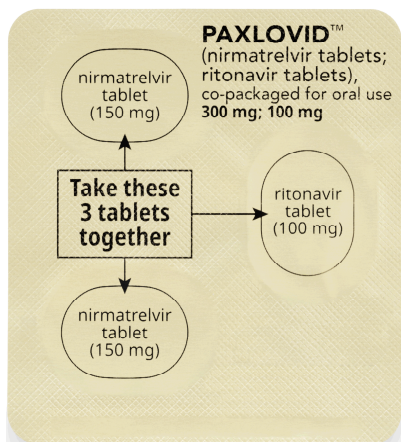 PAXLOVID™
(nirmatrelvir tablets;
ritonavir tablets),
co-packaged for oral use
300 mg; 100 mg
nirmatrelvir
tablet
(150 mg)
Take these
3 tablets
together
ritonavir
tablet
(100 mg)
nirmatrelvir
tablet
(150 mg)